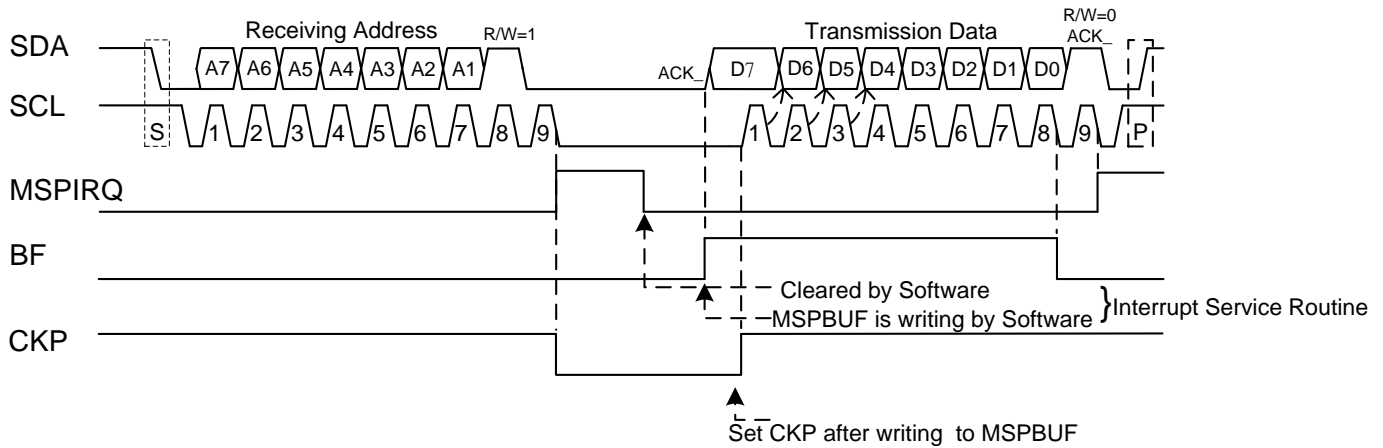 R/W=0
Receiving Address R/W=1 Transmission Data ACK_
SDA
A7 A6 A5 A4 A3 A2 A1 ACK_ D7 D6 D5 D4 D3 D2 D1 D0
SCL
S 1 2 3 4 5 6 7 8 9 1 2 3 4 5 6 7 8 9 P
MSPIRQ
BF
Cleared by Software
MSPBUF is writing by Software } Interrupt Service Routine
CKP
Set CKP after writing to MSPBUF